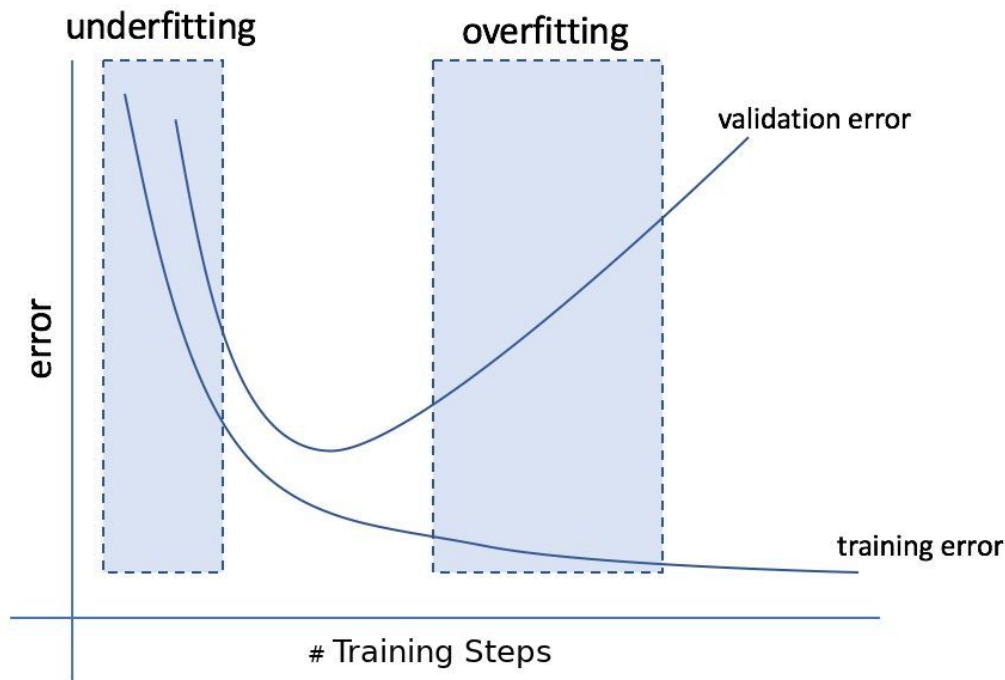 underfitting
overfitting
validation error
error
training error
# Training Steps